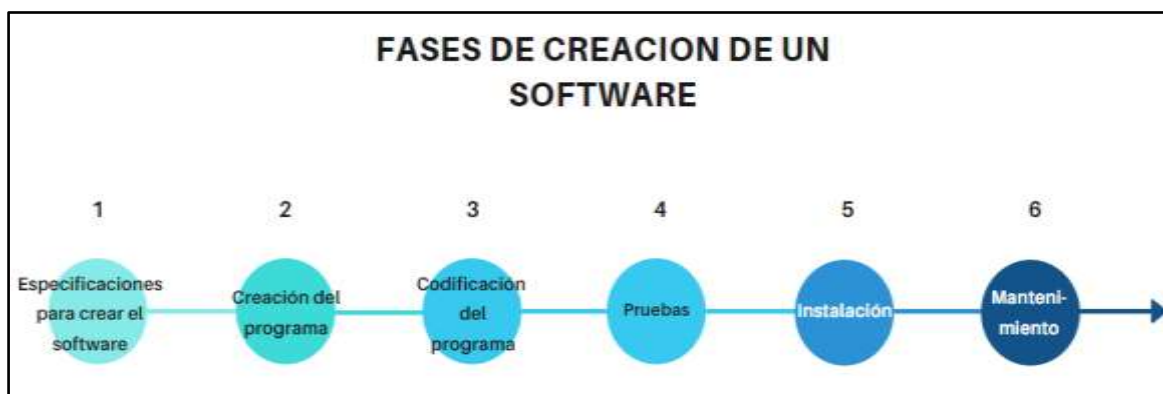 FASES DE CREACION DE UN
SOFTWARE
1
2
3
4
5
6
Especificaciones
para crear el
software
Creación del
programa
Codificación
del
programa
Pruebas
Instalación
Manteni-
miento